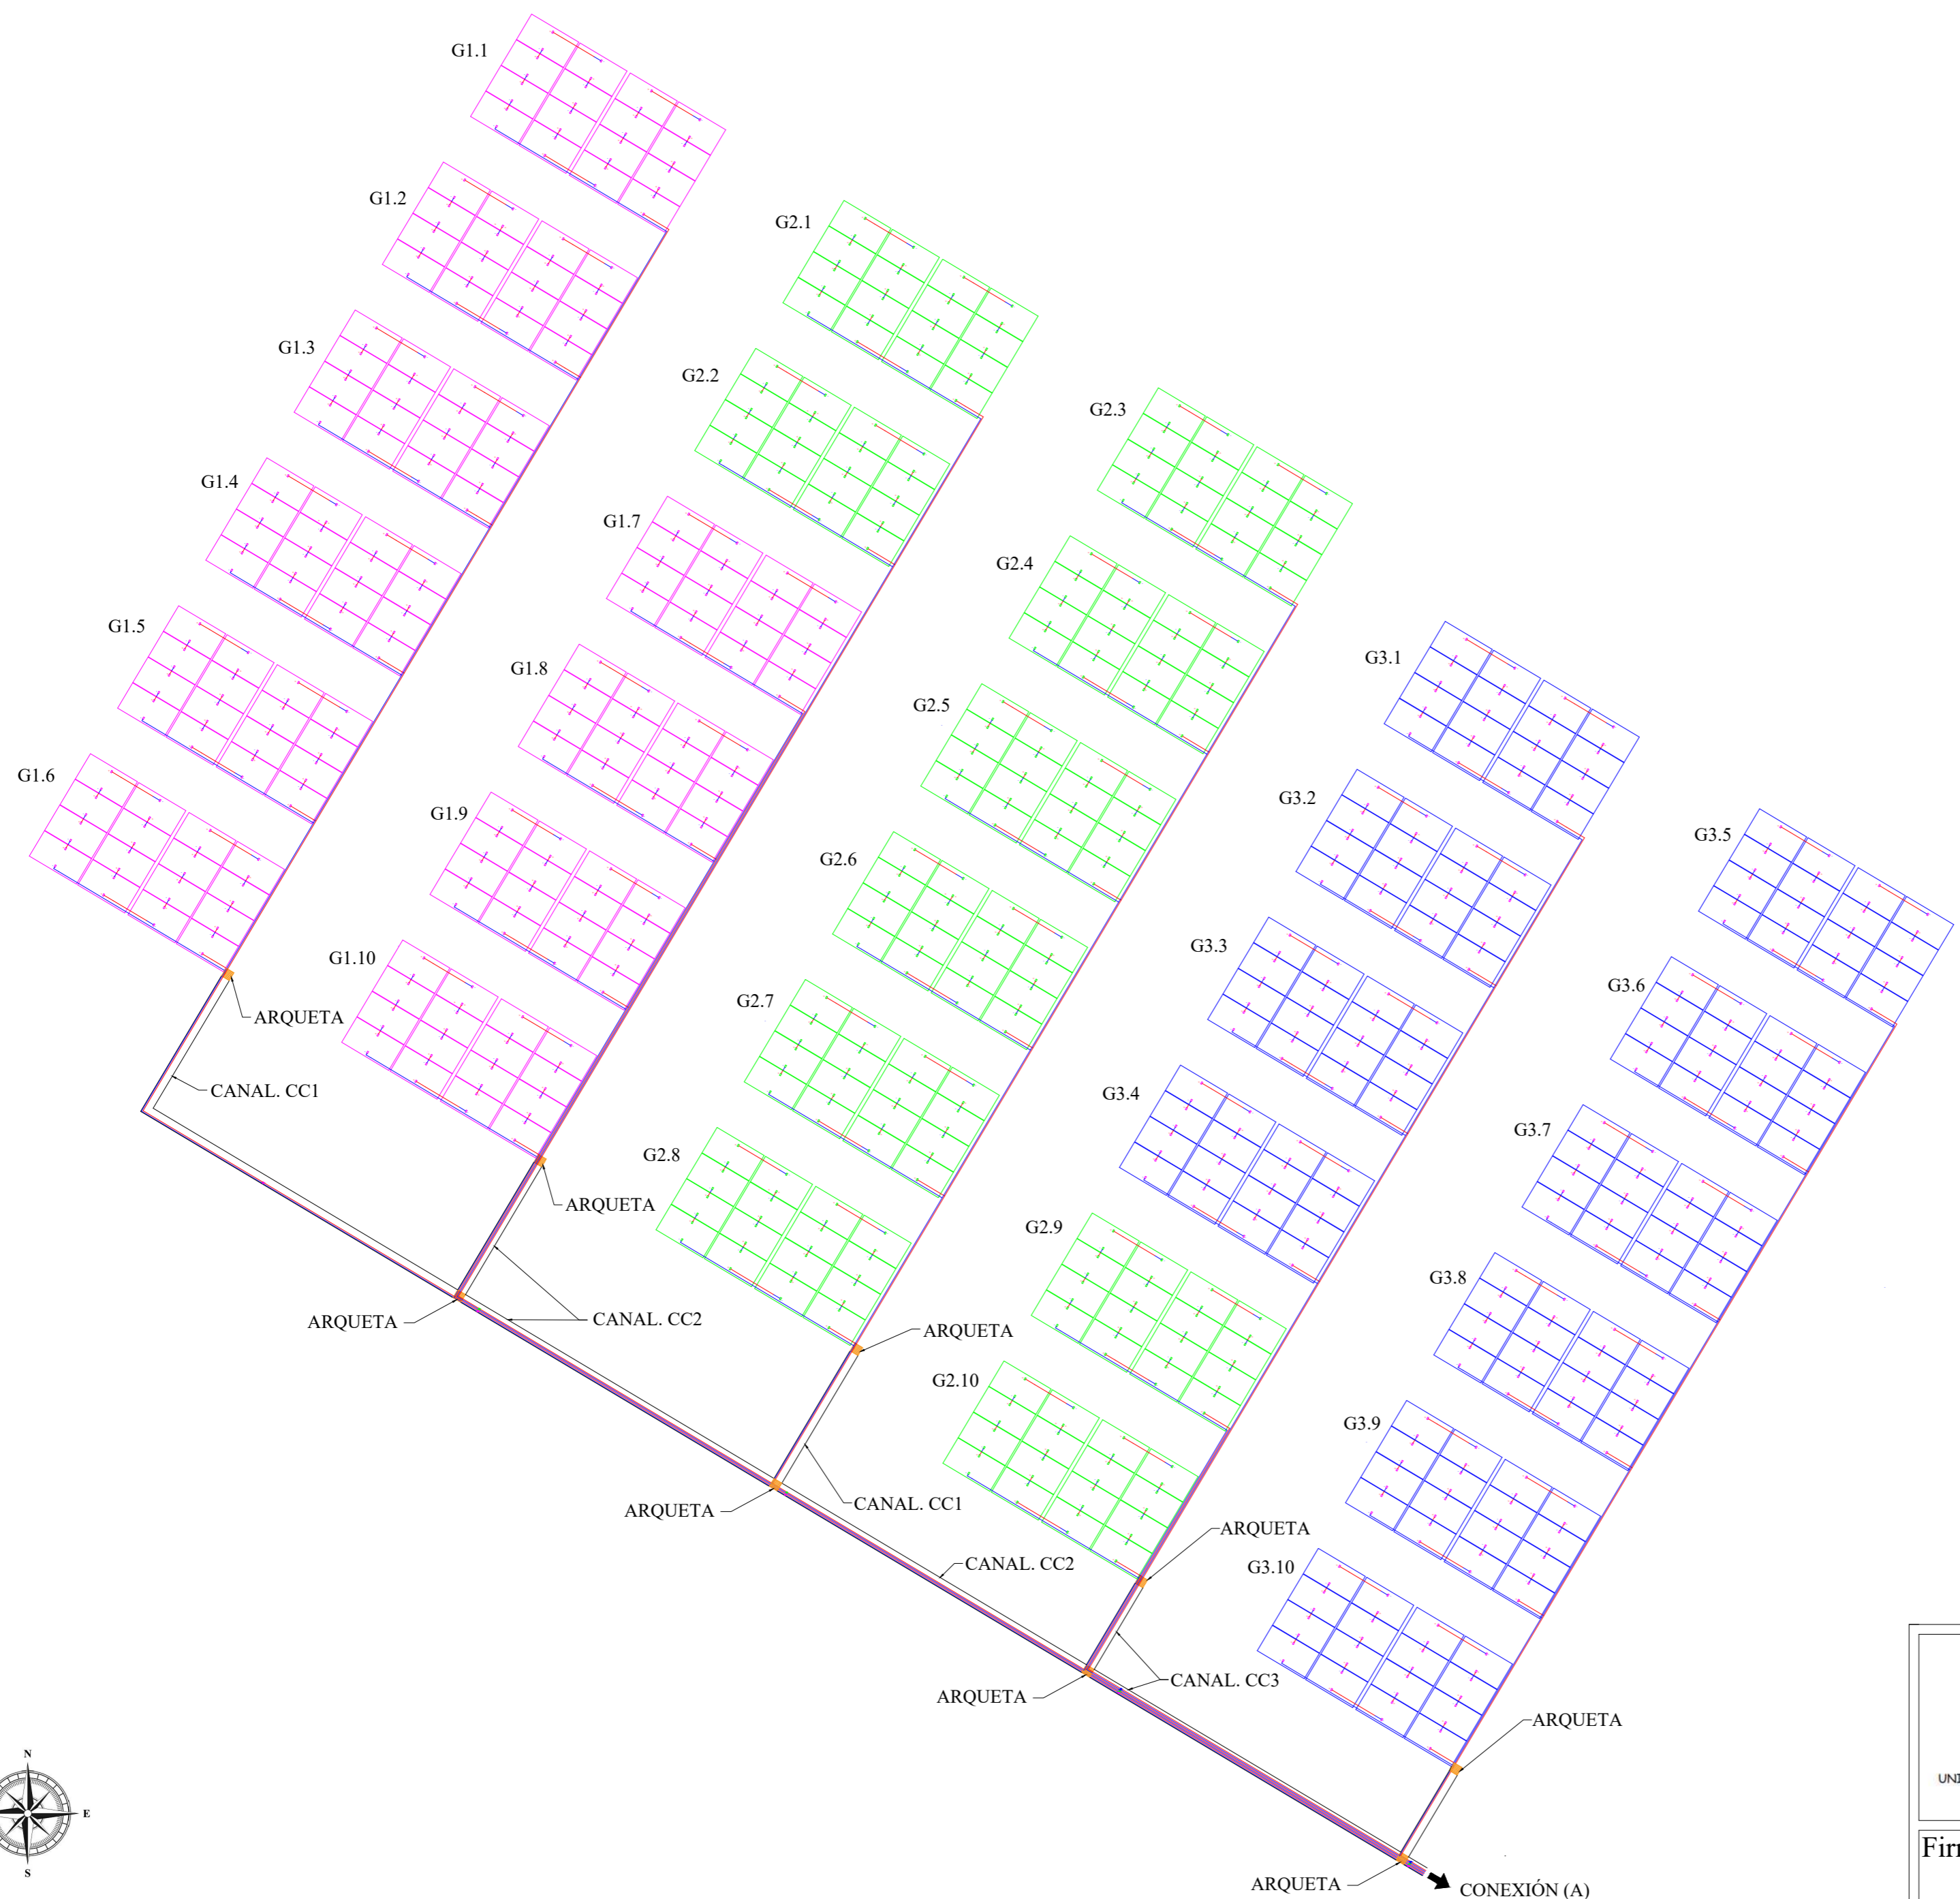 G1.1
G1.2
G2.1
G1.3
G2.2
G2.3
G1.4
G1.7
G2.4
G1.5
G1.8
G3.1
G2.5
G1.6
G3.2
G1.9
G3.5
G2.6
G3.3
G1.10
G3.6
G2.7
ARQUETA
CANAL. CC1
G3.4
G3.7
G2.8
ARQUETA
G2.9
G3.8
ARQUETA
CANAL. CC2
ARQUETA
G2.10
G3.9
CANAL. CC1
ARQUETA
ARQUETA
CANAL. CC2
G3.10
CANAL. CC3
ARQUETA
ARQUETA
N
E
S
UNI
Firm
ARQUETA
CONEXIÓN (A)